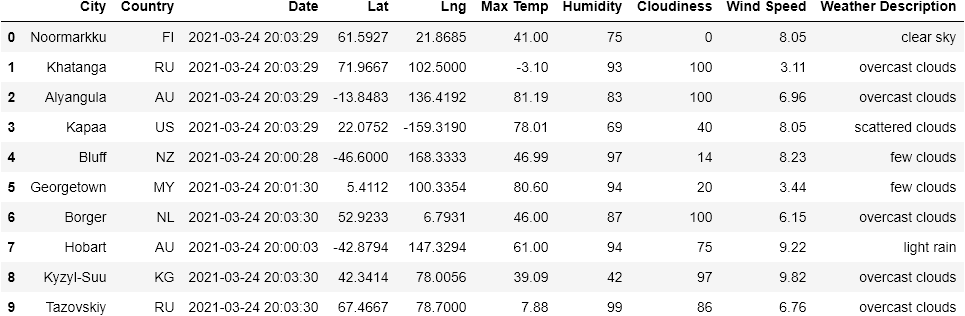 City Country Date Lat Lng Max Temp Humidity Cloudiness Wind Speed Weather Description
0 Noormarkku FI 2021-03-24 20:03:29 61.5927 21.8685 41.00 75 0 8.05 clear sky
1 Khatanga RU 2021-03-24 20:03:29 71.9667 102.5000 -3.10 93 100 3.11 overcast clouds
2 Alyangula AU 2021-03-24 20:03:29 -13.8483 136.4192 81.19 83 100 6.96 overcast clouds
3 Kapaa US 2021-03-24 20:03:29 22.0752 -159.3190 78.01 69 40 8.05 scattered clouds
4 Bluff NZ 2021-03-24 20:00:28 -46.6000 168.3333 46.99 97 14 8.23 few clouds
5 Georgetown MY 2021-03-24 20:01:30 5.4112 100.3354 80.60 94 20 3.44 few clouds
6 Borger NL 2021-03-24 20:03:30 52.9233 6.7931 46.00 87 100 6.15 overcast clouds
7 Hobart AU 2021-03-24 20:00:03 -42.8794 147.3294 61.00 94 75 9.22 light rain
8 Kyzyl-Suu KG 2021-03-24 20:03:30 42.3414 78.0056 39.09 42 97 9.82 overcast clouds
9 Tazovskiy RU 2021-03-24 20:03:30 67.4667 78.7000 7.88 99 86 6.76 overcast clouds